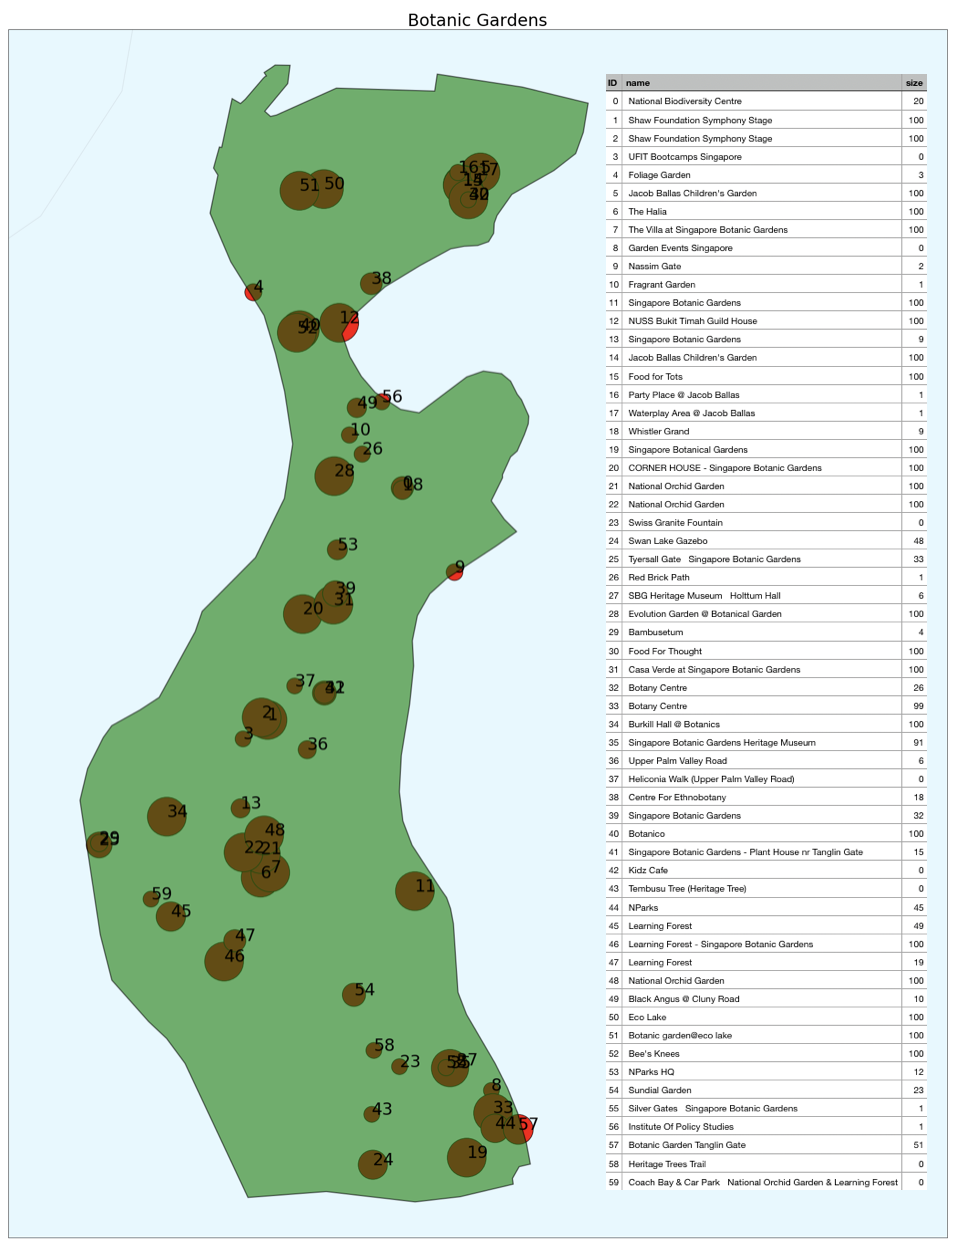 Botanic Gardens
ID name size
0 National Biodiversity Centre 20
1 Shaw Foundation Symphony Stage 100
2 Shaw Foundation Symphony Stage 100
3 UFIT Bootcamps Singapore 0
4 Foliage Garden 3
5 Jacob Ballas Children's Garden 100
6 The Halia 100
7 The Villa at Singapore Botanic Gardens 100
8 Garden Events Singapore 0
9 Nassim Gate 2
10 Fragrant Garden 1
11 Singapore Botanic Gardens 100
12 NUSS Bukit Timah Guild House 100
13 Singapore Botanic Gardens 9
14 Jacob Ballas Children's Garden 100
15 Food for Tots 100
16 Party Place @ Jacob Ballas 1
17 Waterplay Area @ Jacob Ballas 1
18 Whistler Grand 9
19 Singapore Botanical Gardens 100
20 CORNER HOUSE - Singapore Botanic Gardens 100
21 National Orchid Garden 100
22 National Orchid Garden 100
23 Swiss Granite Fountain 0
24 Swan Lake Gazebo 48
25 Tyersall Gate Singapore Botanic Gardens 33
26 Red Brick Path 1
27 SBG Heritage Museum Holttum Hall 6
28 Evolution Garden @ Botanical Garden 100
29 Bambusetum 4
30 Food For Thought 100
31 Casa Verde at Singapore Botanic Gardens 100
32 Botany Centre 26
33 Botany Centre 99
34 Burkill Hall @ Botanics 100
35 Singapore Botanic Gardens Heritage Museum 91
36 Upper Palm Valley Road 6
37 Heliconia Walk (Upper Palm Valley Road) 0
38 Centre For Ethnobotany 18
39 Singapore Botanic Gardens 32
40 Botanico 100
41 Singapore Botanic Gardens - Plant House nr Tanglin Gate 15
42 Kidz Cafe 0
43 Tembusu Tree (Heritage Tree) 0
44 NParks 45
45 Learning Forest 49
46 Learning Forest - Singapore Botanic Gardens 100
47 Learning Forest 19
48 National Orchid Garden 100
49 Black Angus @ Cluny Road 10
50 Eco Lake 100
51 Botanic garden@eco lake 100
52 Bee's Knees 100
53 NParks HQ 12
54 Sundial Garden 23
55 Silver Gates Singapore Botanic Gardens 1
56 Institute Of Policy Studies 1
57 Botanic Garden Tanglin Gate 51
58 Heritage Trees Trail 0
59 Coach Bay & Car Park National Orchid Garden & Learning Forest 0
16
51
50
38
4
12
56
49
10
26
28
18
53
9
39
31
20
37
2
1
3
36
13
34
48
22
21
6
7
11
59
45
47
46
54
58
23
8
43
33
44
57
19
24